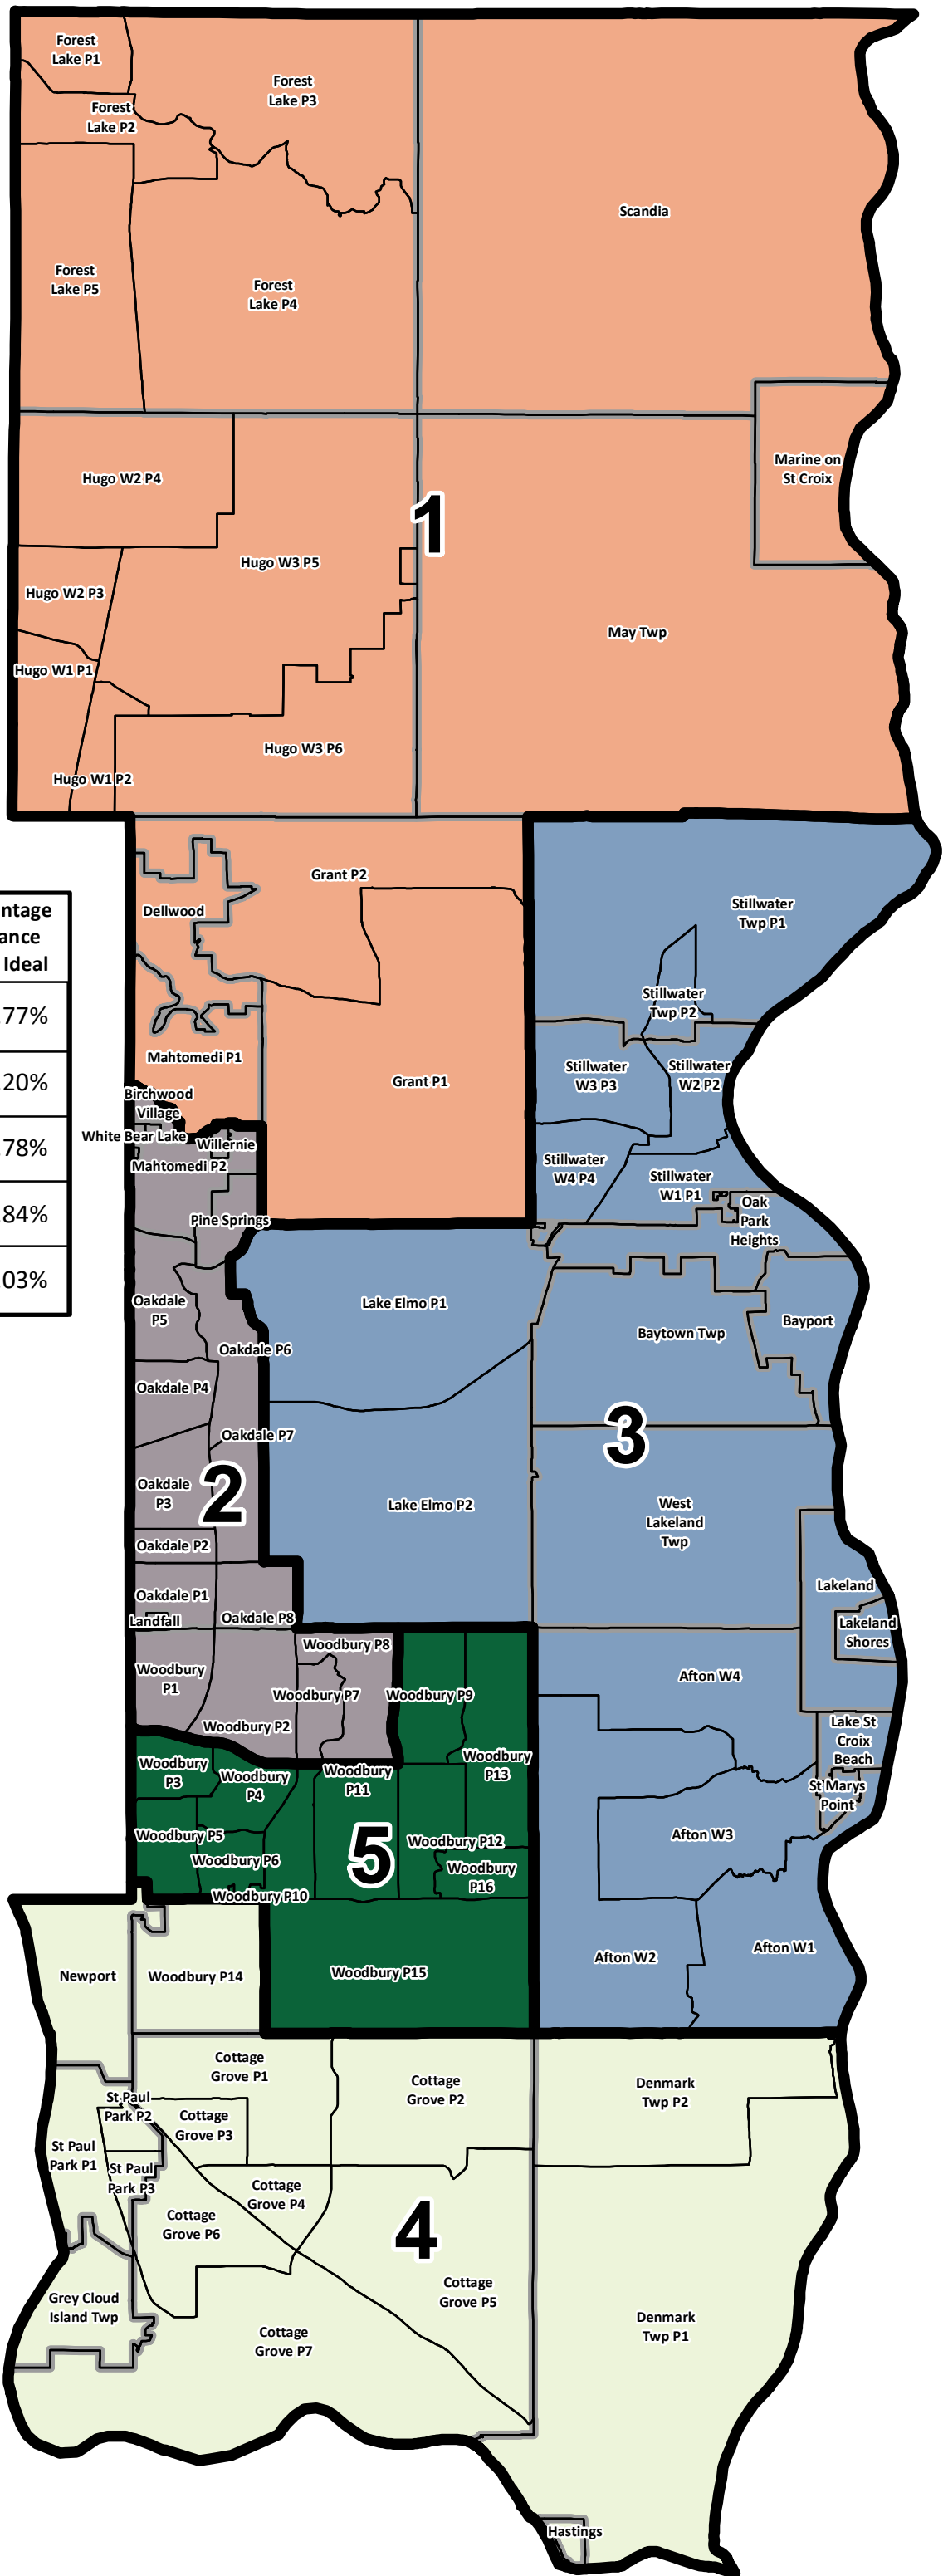 Forest
Lake P1
Forest
Lake P2
Forest
Lake P3
Scandia
Forest
Lake P5
Forest
Lake P4
Hugo W2 P4
Marine on
St Croix
1
Hugo W3 P5
Hugo W2 P3
May Twp
Hugo W1 P1
Hugo W3 P6
Hugo W1 P2
Grant P2
Dellwood
Stillwater
Twp P1
Stillwater
Twp P2
Mahtomedi P1
Grant P1
Stillwater
W3 P3
Stillwater
W2 P2
Birchwood
Village
White Bear Lake
Willernie
Mahtomedi P2
Stillwater
W4 P4
Stillwater
W1 P1
Oak
Park
Heights
Pine Springs
ntage
ance
Ideal
77%
20%
78%
84%
03%
Lake Elmo P1
Oakdale
P5
Bayport
Baytown Twp
Oakdale P6
Oakdale P4
Oakdale P7
3
2
Oakdale
P3
Lake Elmo P2
West
Lakeland
Twp
Oakdale P2
Oakdale P1
Lakeland
Landfall
Oakdale P8
Lakeland
Shores
Woodbury P8
Woodbury
P1
Afton W4
Woodbury P7
Woodbury P9
Woodbury P2
Lake St
Croix
Beach
Woodbury
P3
Woodbury
P4
Woodbury
P11
Woodbury
P13
St Marys
Point
Woodbury P5
5
Woodbury P12
Afton W3
Woodbury P6
Woodbury
P16
Woodbury P10
Newport
Woodbury P14
Woodbury P15
Afton W2
Afton W1
Cottage
Grove P1
Cottage
Grove P2
Denmark
Twp P2
St Paul
Park P2
Cottage
Grove P3
St Paul
Park P1
St Paul
Park P3
Cottage
Grove P4
Cottage
Grove P6
4
Grey Cloud
Island Twp
Cottage
Grove P5
Cottage
Grove P7
Denmark
Twp P1
Hastings